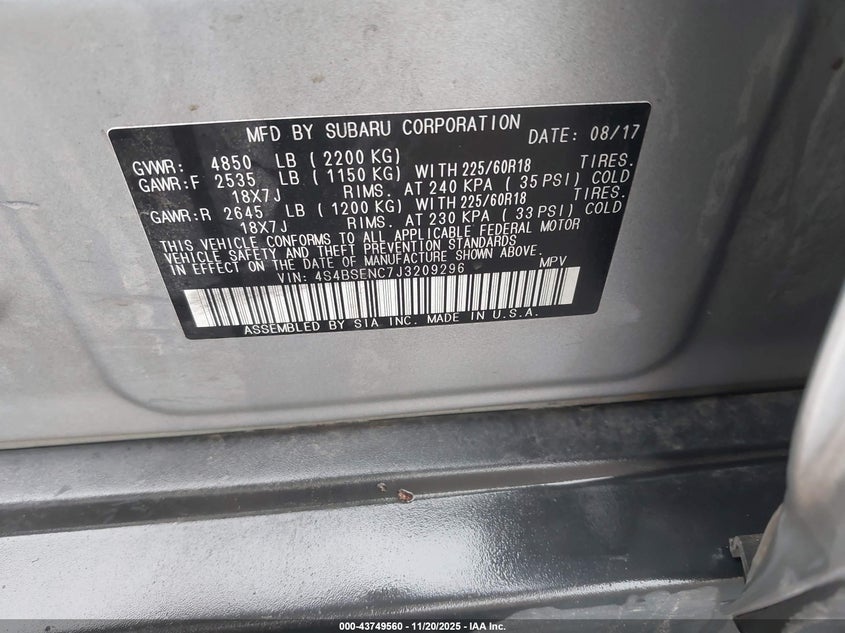 MFD BY SUBARU CORPORATION DATE: 08/17
GVWR: 4850 LB (2200 KG)
GAWR:F 2535 LB (1150 KG) WITH 225/60R18 TIRES.
18X7J RIMS. AT 240 KPA (35 PSI) COLD
GAWR:R 2645 LB (1200 KG) WITH 225/60R18 TIRES.
18X7J RIMS. AT 230 KPA (33 PSI) COLD
THIS VEHICLE CONFORMS TO ALL APPLICABLE FEDERAL MOTOR
VEHICLE SAFETY AND THEFT PREVENTION STANDARDS
IN EFFECT ON THE DATE OF MANUFACTURE SHOWN ABOVE.
VIN: 4S4BSENC7J3209296 MPV
ASSEMBLED BY SIA INC. MADE IN U.S.A.
000-43749560 - 11/20/2025 - IAA Inc.